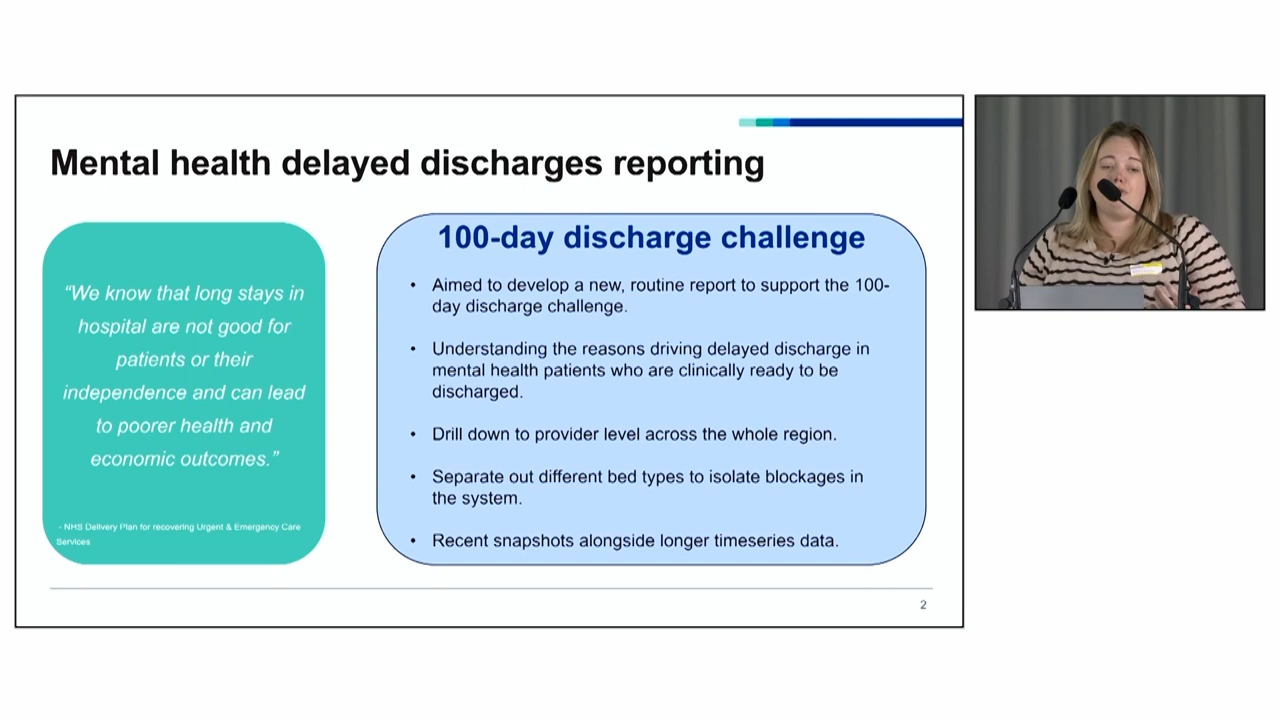 Mental health delayed discharges reporting
“We know that long stays in
hospital are not good for
patients or their
independence and can lead
to poorer health and
economic outcomes.”
- NHS Delivery Plan for recovering Urgent & Emergency Care
Services
100-day discharge challenge
• Aimed to develop a new, routine report to support the 100-
day discharge challenge.
• Understanding the reasons driving delayed discharge in
mental health patients who are clinically ready to be
discharged.
• Drill down to provider level across the whole region.
• Separate out different bed types to isolate blockages in
the system.
• Recent snapshots alongside longer timeseries data.
2